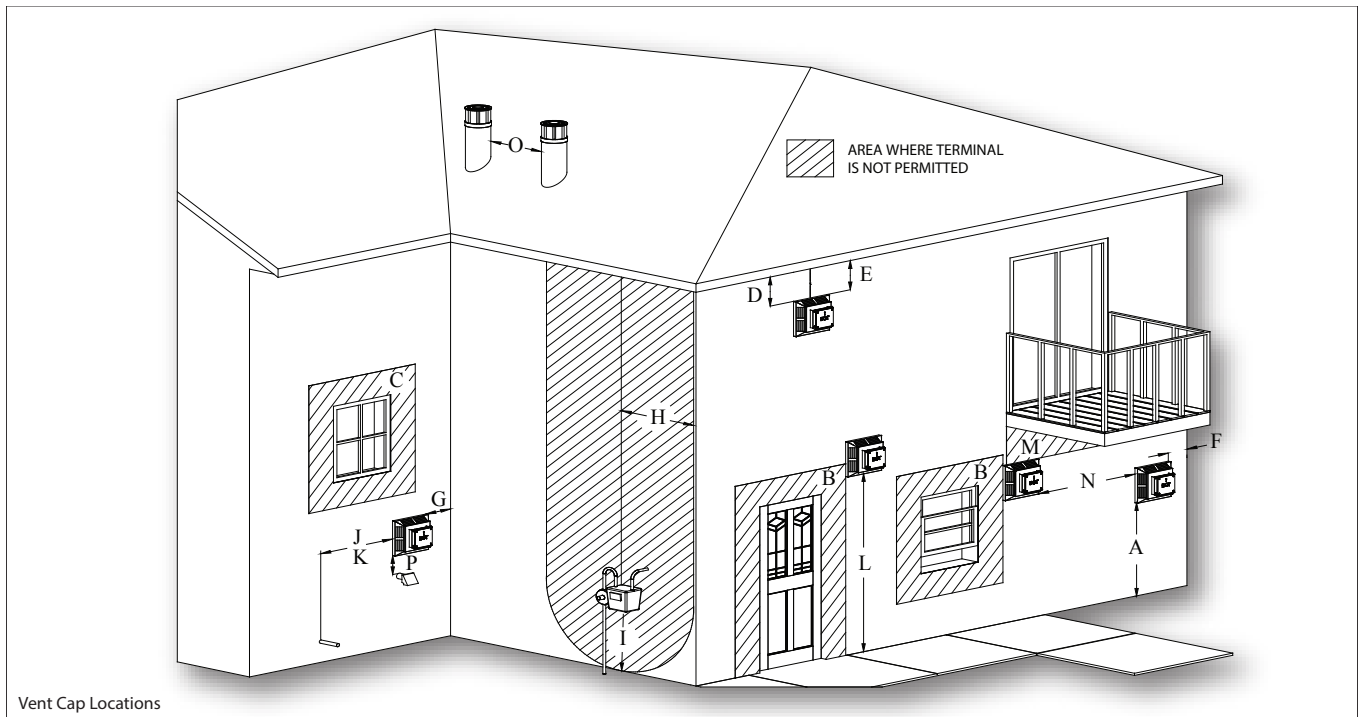 O
AREA WHERE TERMINAL
IS NOT PERMITTED
D
E
C
H
F
M
B
B
N
G
J
K
P
A
L
I
Vent Cap Locations